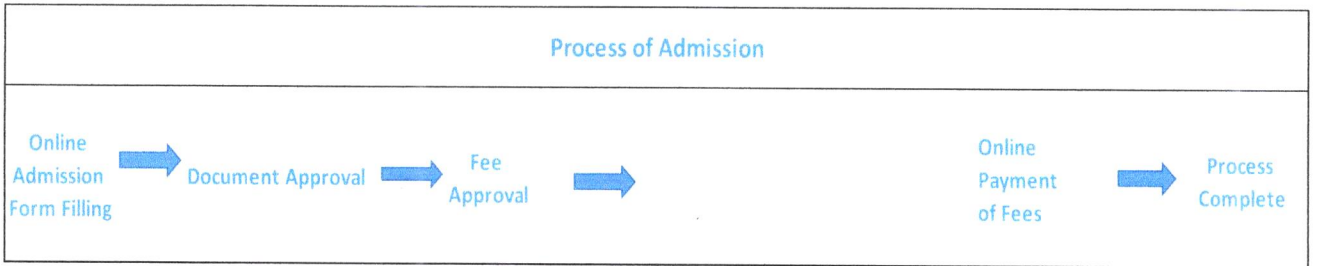 Process of Admission
Online
Admission
Form Filling
Document Approval
Fee
Approval
Online
Payment
of Fees
Process
Complete